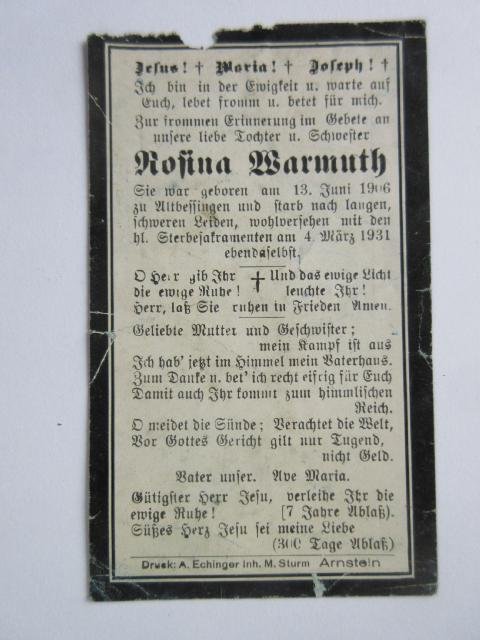 Jesus! † Maria! † Joseph! †
Ich bin in der Ewigkeit u. warte auf
Euch, lebet fromm u. betet für mich.
Zur frommen Erinnerung im Gebete an
unsere liebe Tochter u. Schwester
Rosina Warmuth
Sie war geboren am 13. Juni 1906
zu Altbessingen und starb nach langen,
schweren Leiden, wohlversehen mit den
hl. Sterbesakramenten am 4. März 1931
ebendaselbst.
O Herr gib Ihr † Und das ewige Licht
die ewige Ruhe! leuchte Ihr!
Herr, laß Sie ruhen in Frieden Amen.
Geliebte Mutter und Geschwister;
mein Kampf ist aus
Ich hab' jetzt im Himmel mein Vaterhaus.
Zum Danke u. bet' ich recht eifrig für Euch
Damit auch Ihr kommt zum himmlischen
Reich.
O meidet die Sünde; Verachtet die Welt,
Vor Gottes Gericht gilt nur Tugend,
nicht Geld.
Vater unser. Ave Maria.
Gütigster Herr Jesu, verleihe Ihr die
ewige Ruhe! [7 Jahre Ablaß).
Süßes Herz Jesu sei meine Liebe
(300 Tage Ablaß)
Druck: A. Echinger Inh. M. Sturm Arnstein